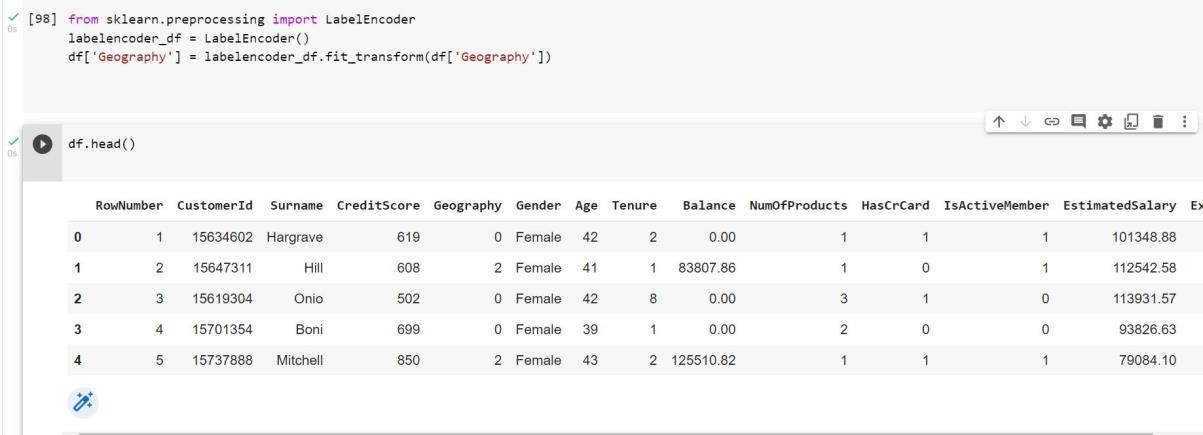 [98] from sklearn.preprocessing import LabelEncoder
0s
labelencoder_df = LabelEncoder()
df['Geography'] = labelencoder_df.fit_transform(df['Geography'])
df.head()
0s
RowNumber CustomerId Surname CreditScore Geography Gender Age Tenure Balance NumOfProducts HasCrCard IsActiveMember EstimatedSalary Ex
0 1 15634602 Hargrave 619 0 Female 42 2 0.00 1 1 1 101348.88
1 2 15647311 Hill 608 2 Female 41 1 83807.86 1 0 1 112542.58
2 3 15619304 Onio 502 0 Female 42 8 0.00 3 1 0 113931.57
3 4 15701354 Boni 699 0 Female 39 1 0.00 2 0 0 93826.63
4 5 15737888 Mitchell 850 2 Female 43 2 125510.82 1 1 1 79084.10